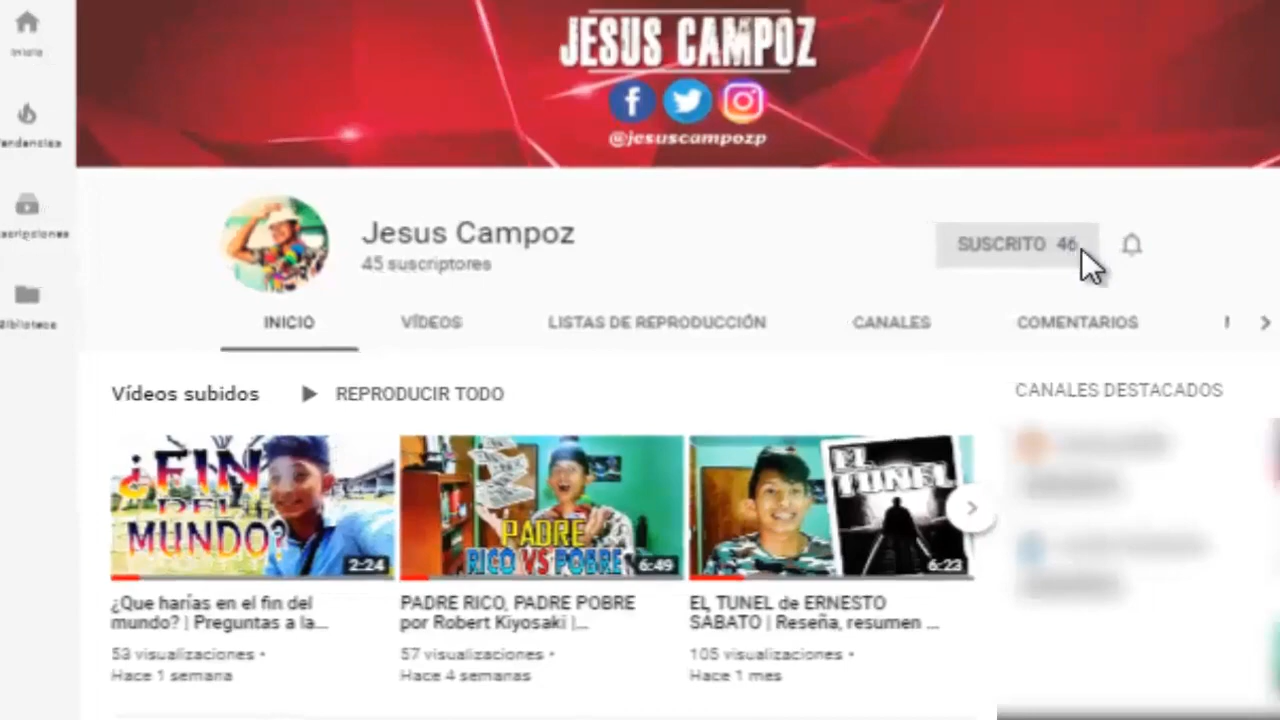 JESUS CAMPOZ
@jesuscampozp
Inicio
Tendencias
Suscripciones
Biblioteca
Jesus Campoz
45 suscriptores
SUSCRITO 46
INICIO
VÍDEOS
LISTAS DE REPRODUCCIÓN
CANALES
COMENTARIOS
Vídeos subidos
REPRODUCIR TODO
CANALES DESTACADOS
¿FIN
DEL
MUNDO?
2:24
PADRE
RICO VS POBRE
6:49
EL
TUNEL
6:23
¿Que harías en el fin del
mundo? | Preguntas a la...
53 visualizaciones •
Hace 1 semana
PADRE RICO, PADRE POBRE
por Robert Kiyosaki |...
57 visualizaciones •
Hace 4 semanas
EL TUNEL de ERNESTO
SABATO | Reseña, resumen ...
105 visualizaciones •
Hace 1 mes